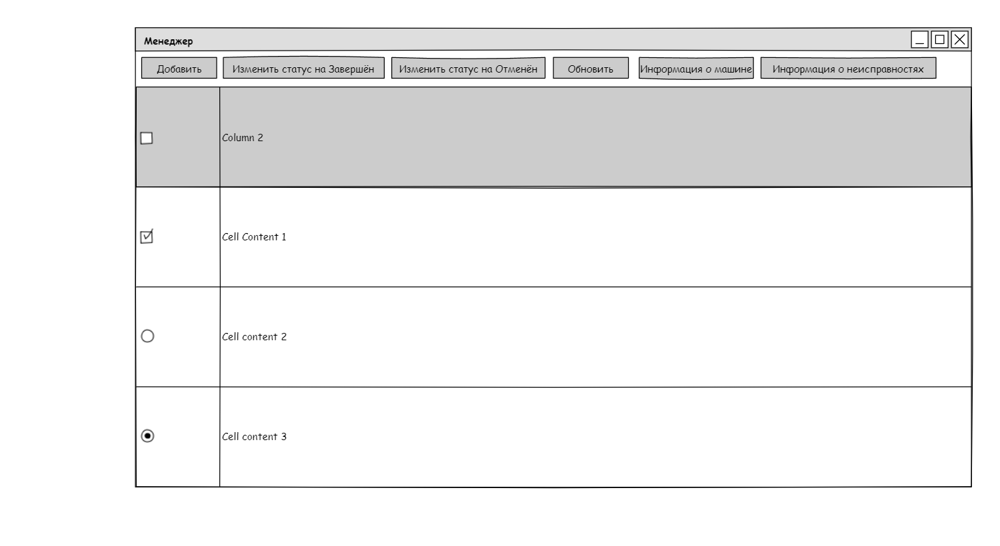 Менеджер
Добавить Изменить статус на Завершён Изменить статус на Отменён Обновить Информация о машине Информация о неисправностях
Column 2
Cell Content 1
Cell content 2
Cell content 3